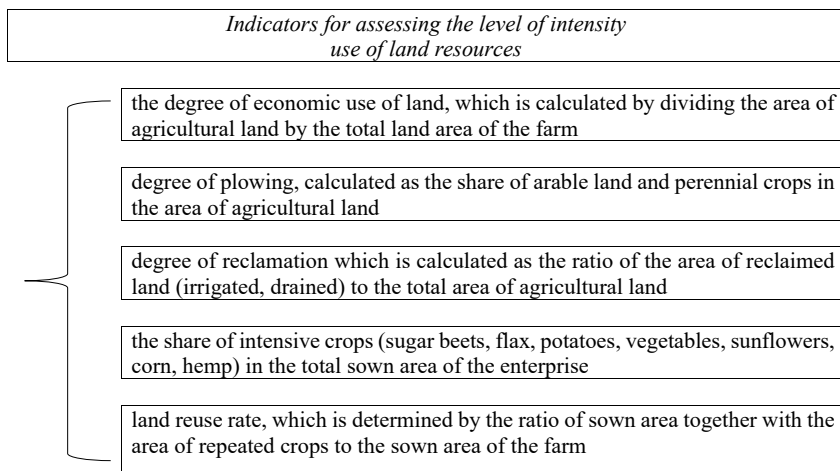 Indicators for assessing the level of intensity
use of land resources
the degree of economic use of land, which is calculated by dividing the area of
agricultural land by the total land area of the farm
degree of plowing, calculated as the share of arable land and perennial crops in
the area of agricultural land
degree of reclamation which is calculated as the ratio of the area of reclaimed
land (irrigated, drained) to the total area of agricultural land
the share of intensive crops (sugar beets, flax, potatoes, vegetables, sunflowers,
corn, hemp) in the total sown area of the enterprise
land reuse rate, which is determined by the ratio of sown area together with the
area of repeated crops to the sown area of the farm